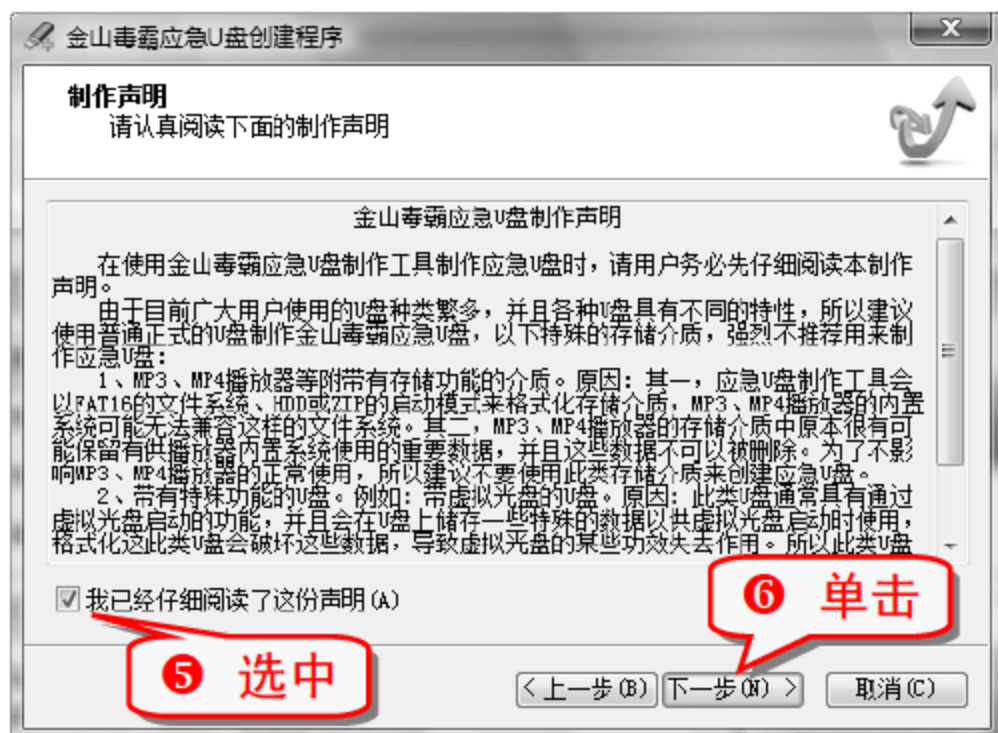 金山毒霸应急U盘创建程序
制作声明
请认真阅读下面的制作声明
金山毒霸应急U盘制作声明
在使用金山毒霸应急U盘制作工具制作应急U盘时，请用户务必先仔细阅读本制作
声明。
由于目前广大用户使用的U盘种类繁多，并且各种U盘具有不同的特性，所以建议
使用普通正式的U盘制作金山毒霸应急U盘，以下特殊的存储介质，强烈不推荐用来制
作应急U盘：
1、MP3、MP4播放器等附带有存储功能的介质。原因：其一，应急U盘制作工具会
以FAT16的文件系统、HDD或ZIP的启动模式来格式化存储介质，MP3、MP4播放器的内置
系统可能无法兼容这样的文件系统。其二，MP3、MP4播放器的存储介质中原本很有可
能保留有供播放器内置系统使用的重要数据，并且这些数据不可以被删除。为了不影
响MP3、MP4播放器的正常使用，所以建议不要使用此类存储介质来创建应急U盘。
2、带有特殊功能的U盘。例如：带虚拟光盘的U盘。原因：此类U盘通常具有通过
虚拟光盘启动的功能，并且会在U盘上储存一些特殊的数据以供虚拟光盘启动时使用，
格式化这此类U盘会破坏这些数据，导致虚拟光盘的某些功效失去作用。所以此类U盘
我已经仔细阅读了这份声明(A)
❻ 单击
❺ 选中
< 上一步(B)
下一步(N) >
取消(C)